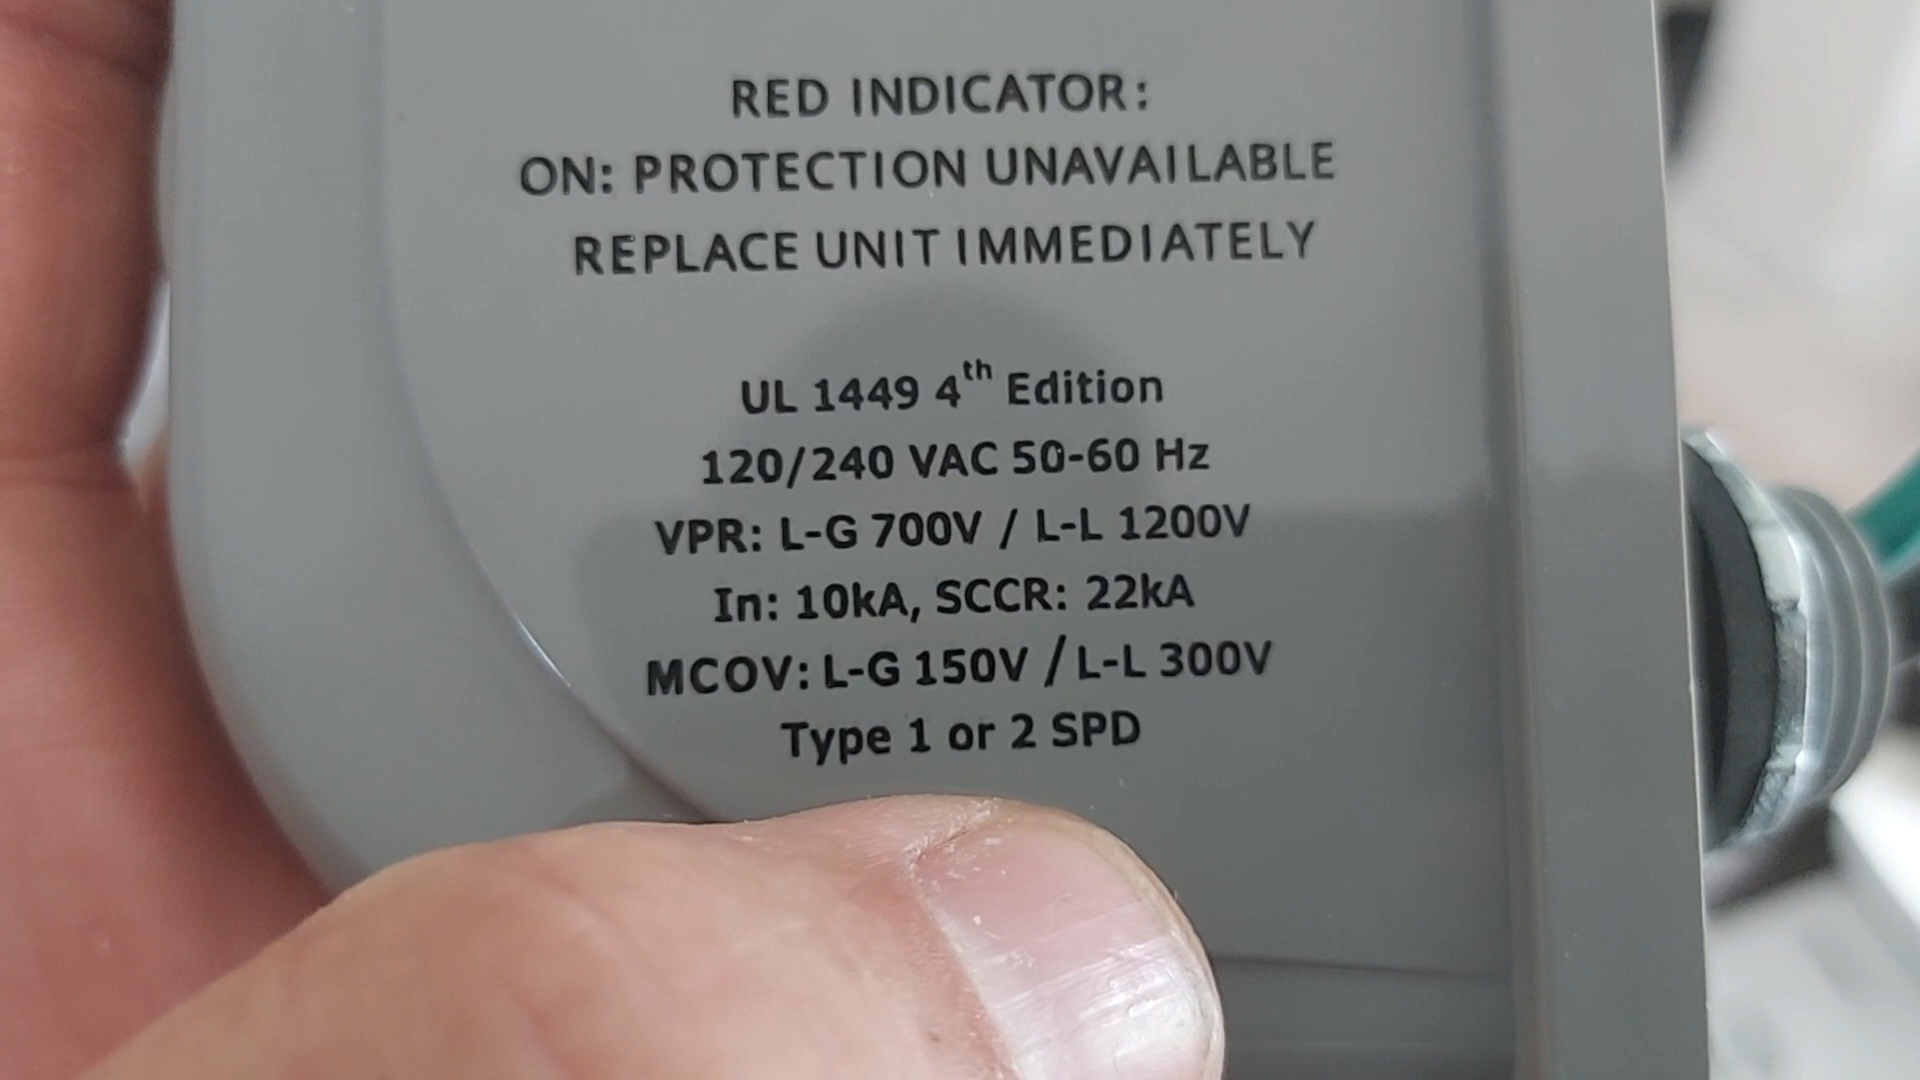 RED INDICATOR:
ON: PROTECTION UNAVAILABLE
REPLACE UNIT IMMEDIATELY
UL 1449 4th Edition
120/240 VAC 50-60 Hz
VPR: L-G 700V / L-L 1200V
In: 10kA, SCCR: 22kA
MCOV: L-G 150V / L-L 300V
Type 1 or 2 SPD